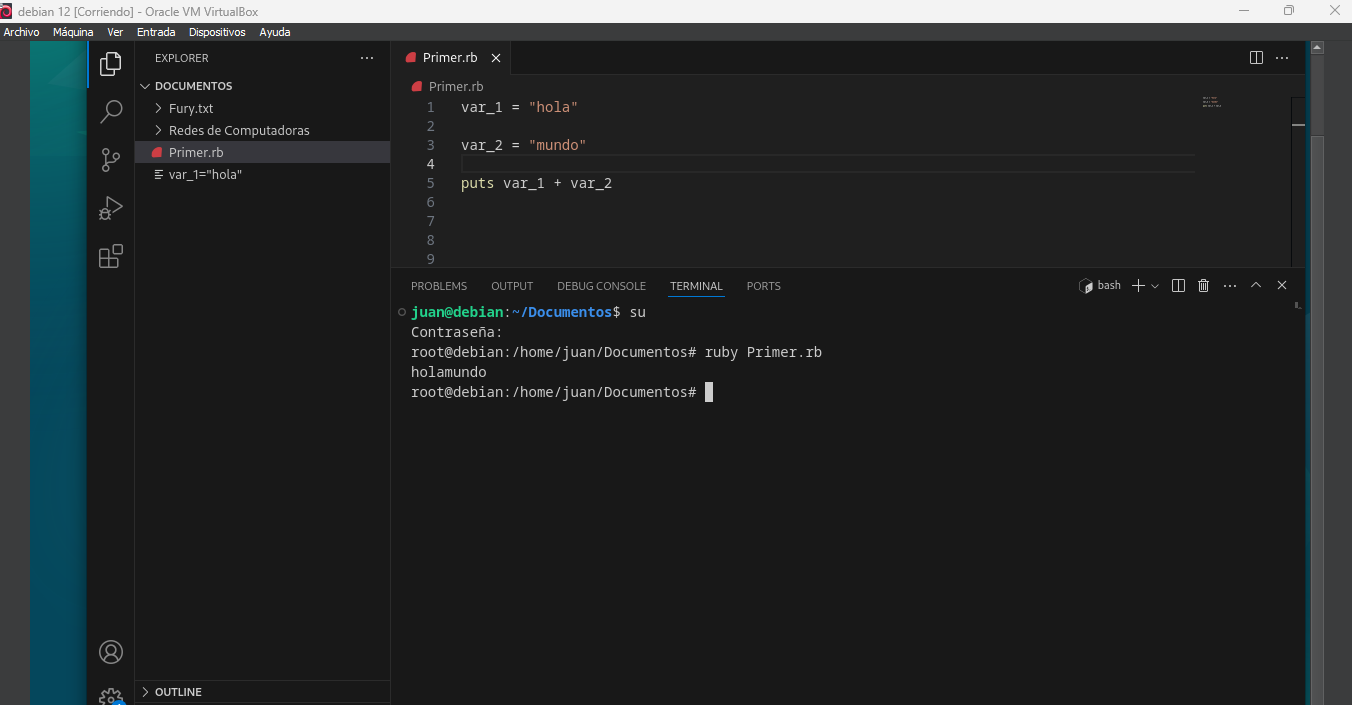 debian 12 [Corriendo] - Oracle VM VirtualBox
Archivo Máquina Ver Entrada Dispositivos Ayuda
EXPLORER
DOCUMENTOS
Fury.txt
Redes de Computadoras
Primer.rb
var_1="hola"
OUTLINE
Primer.rb
Primer.rb
1 var_1 = "hola"
2
3 var_2 = "mundo"
4
5 puts var_1 + var_2
6
7
8
9
PROBLEMS OUTPUT DEBUG CONSOLE TERMINAL PORTS bash
juan@debian:~/Documentos$ su
Contraseña:
root@debian:/home/juan/Documentos# ruby Primer.rb
holamundo
root@debian:/home/juan/Documentos#